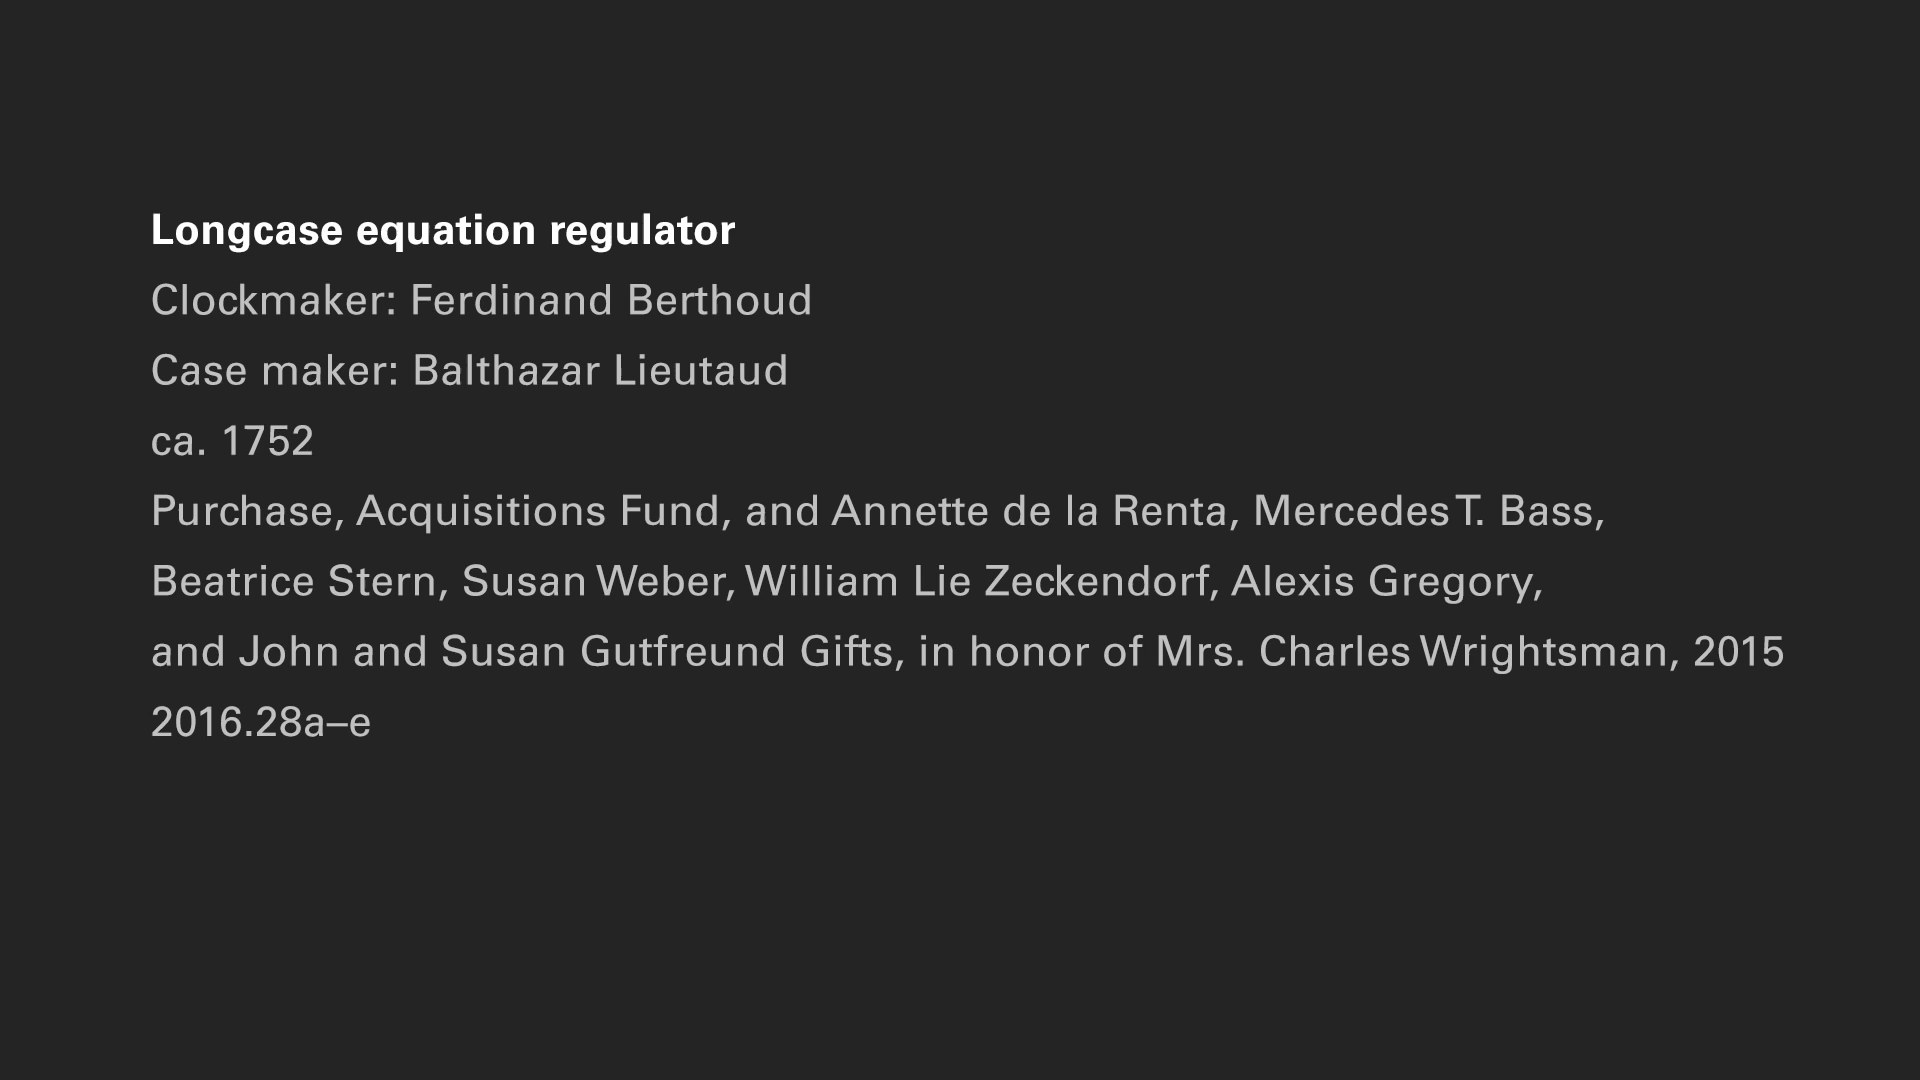 Longcase equation regulator
Clockmaker: Ferdinand Berthoud
Case maker: Balthazar Lieutaud
ca. 1752
Purchase, Acquisitions Fund, and Annette de la Renta, Mercedes T. Bass,
Beatrice Stern, Susan Weber, William Lie Zeckendorf, Alexis Gregory,
and John and Susan Gutfreund Gifts, in honor of Mrs. Charles Wrightsman, 2015
2016.28a–e